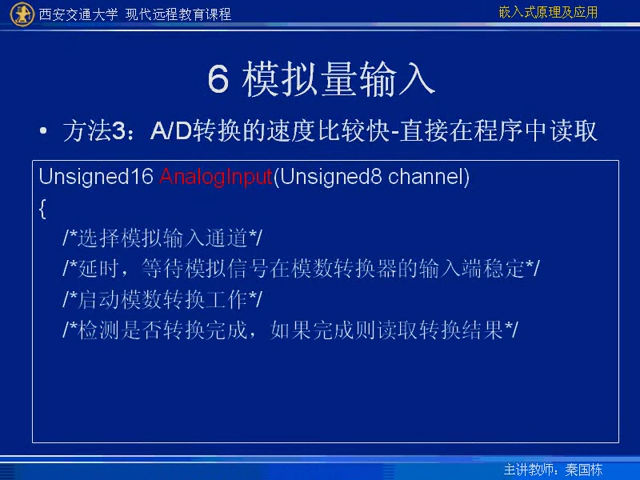 西安交通大学 现代远程教育课程
嵌入式原理及应用
6 模拟量输入
• 方法3：A/D转换的速度比较快-直接在程序中读取
Unsigned16 AnalogInput(Unsigned8 channel)
{
/*选择模拟输入通道*/
/*延时，等待模拟信号在模数转换器的输入端稳定*/
/*启动模数转换工作*/
/*检测是否转换完成，如果完成则读取转换结果*/
主讲教师：秦国栋